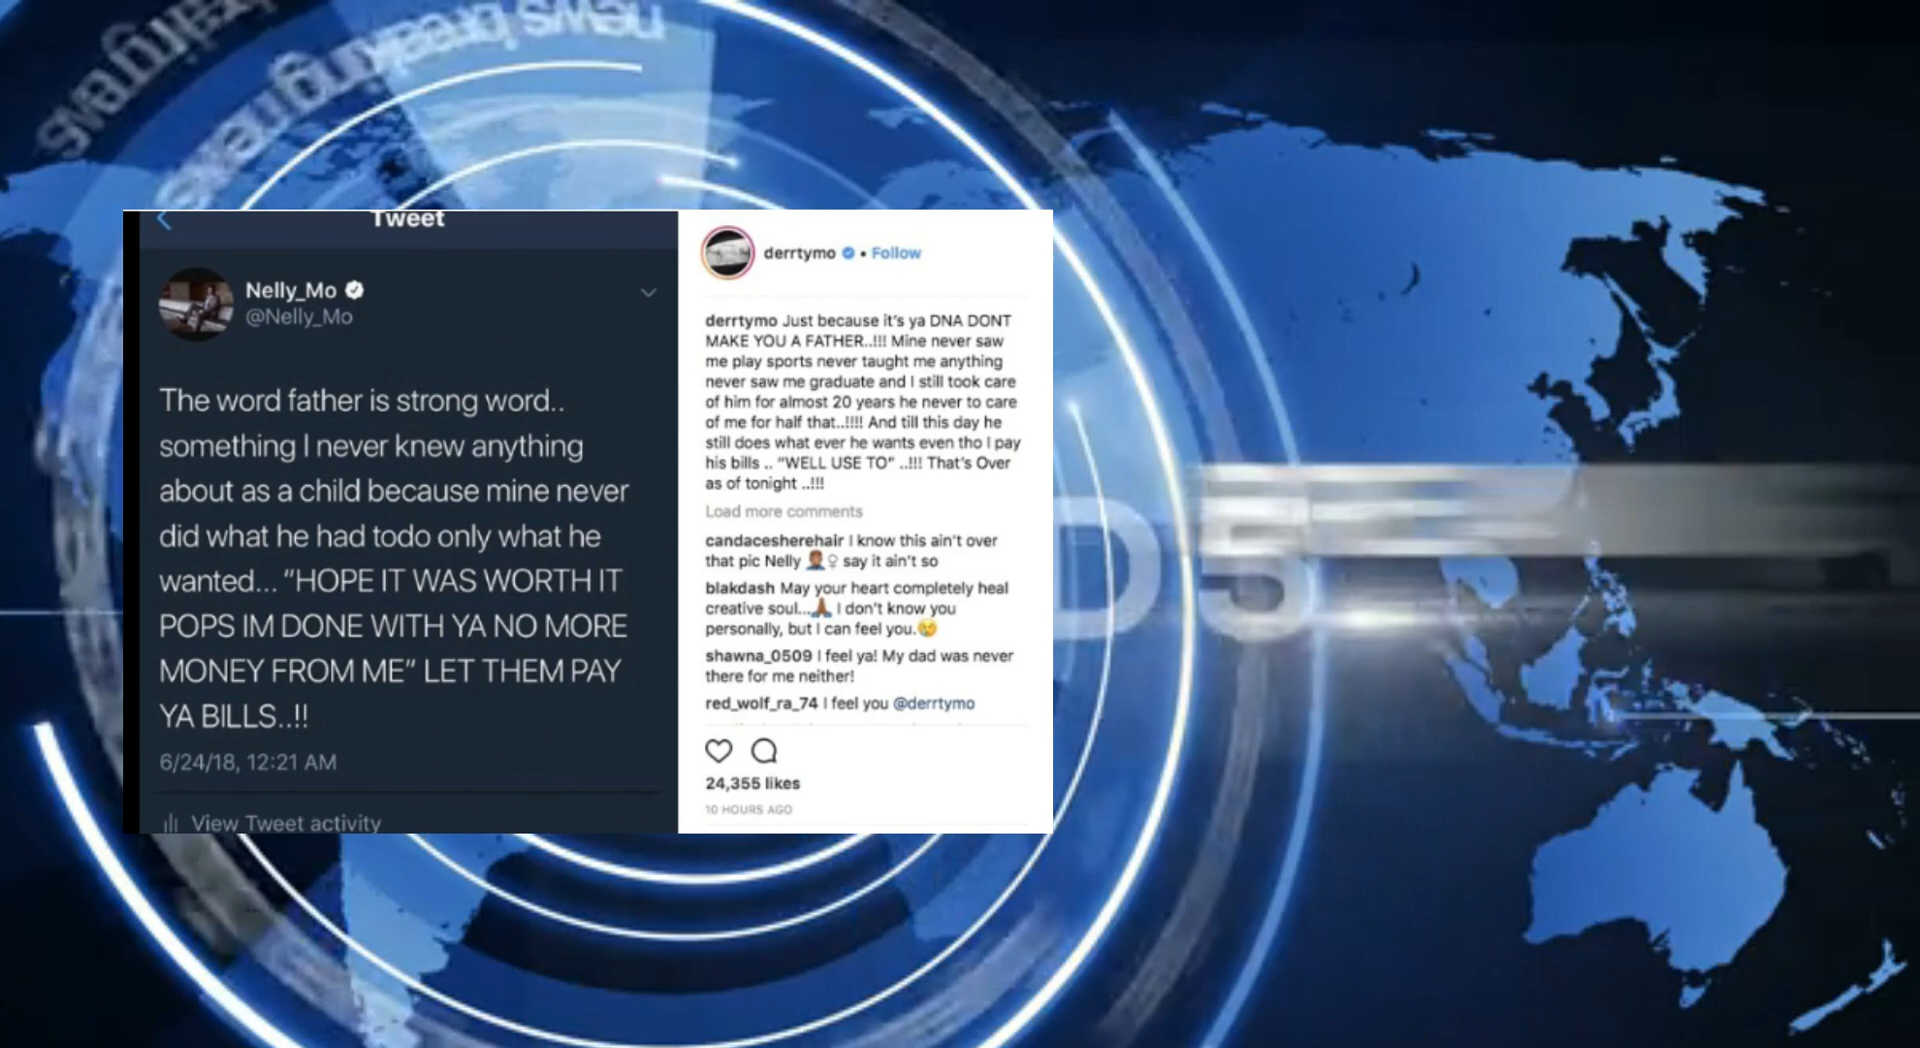 news breaking news
Tweet
Nelly_Mo
@Nelly_Mo
The word father is strong word..
something I never knew anything
about as a child because mine never
did what he had todo only what he
wanted... “HOPE IT WAS WORTH IT
POPS IM DONE WITH YA NO MORE
MONEY FROM ME” LET THEM PAY
YA BILLS..!!
6/24/18, 12:21 AM
View Tweet activity
derrtymo • Follow
derrtymo Just because it's ya DNA DONT
MAKE YOU A FATHER..!!! Mine never saw
me play sports never taught me anything
never saw me graduate and I still took care
of him for almost 20 years he never to care
of me for half that..!!!! And till this day he
still does what ever he wants even tho I pay
his bills .. “WELL USE TO” ..!!! That's Over
as of tonight ..!!!
Load more comments
candacesherehair I know this ain't over
that pic Nelly 🤦🏾♀ say it ain't so
blakdash May your heart completely heal
creative soul...🙏🏾 I don't know you
personally, but I can feel you.😢
shawna_0509 I feel ya! My dad was never
there for me neither!
red_wolf_ra_74 I feel you @derrtymo
24,355 likes
10 HOURS AGO
D 5